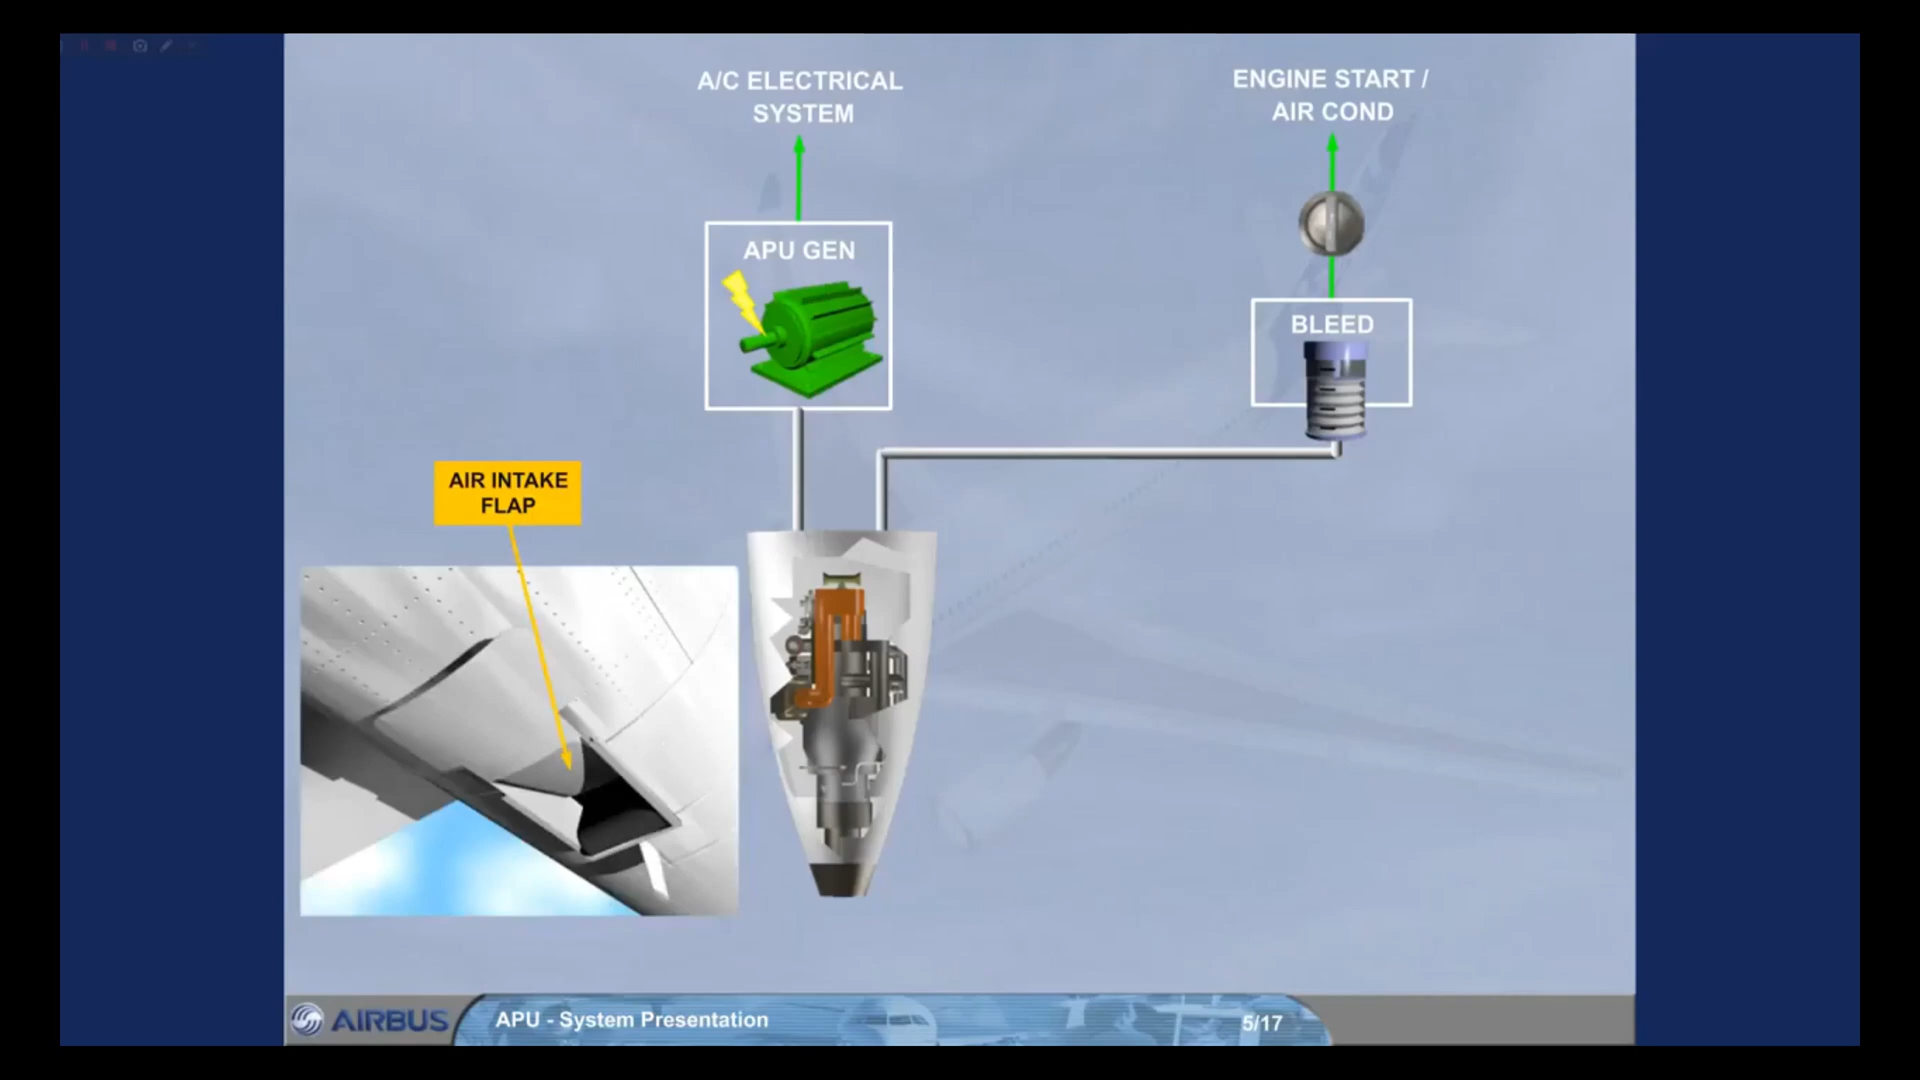 A/C ELECTRICAL
SYSTEM
ENGINE START /
AIR COND
APU GEN
BLEED
AIR INTAKE
FLAP
AIRBUS
APU - System Presentation
5/17